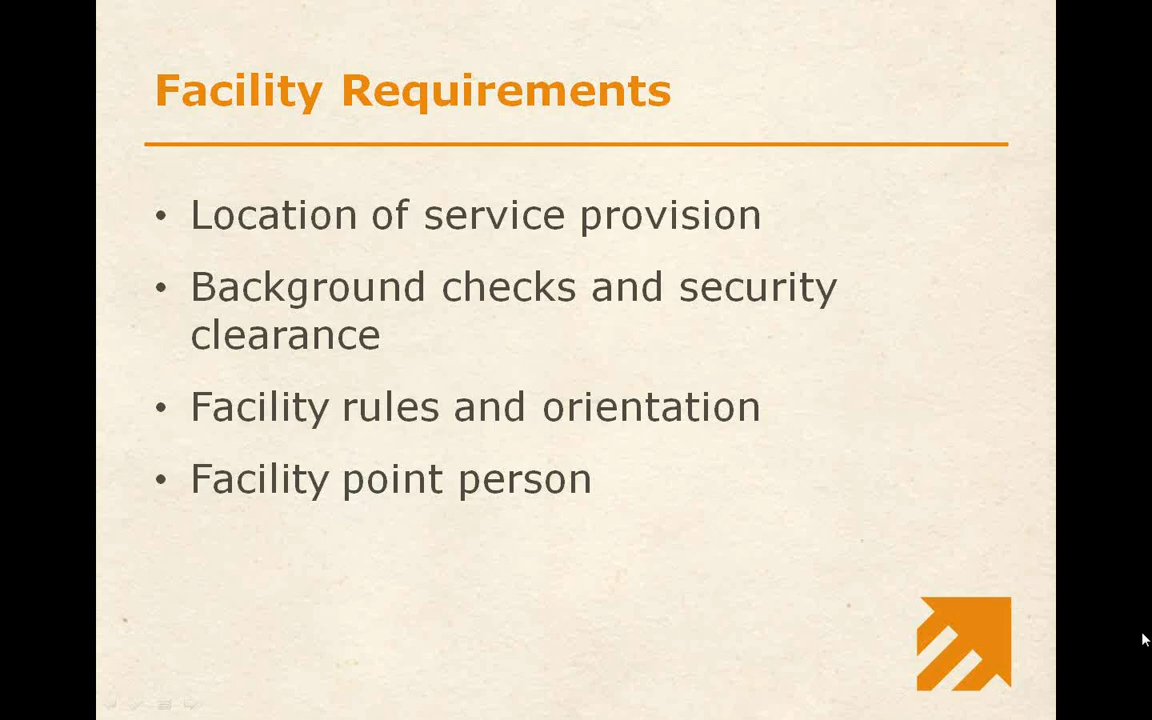 Facility Requirements
• Location of service provision
• Background checks and security
clearance
• Facility rules and orientation
• Facility point person